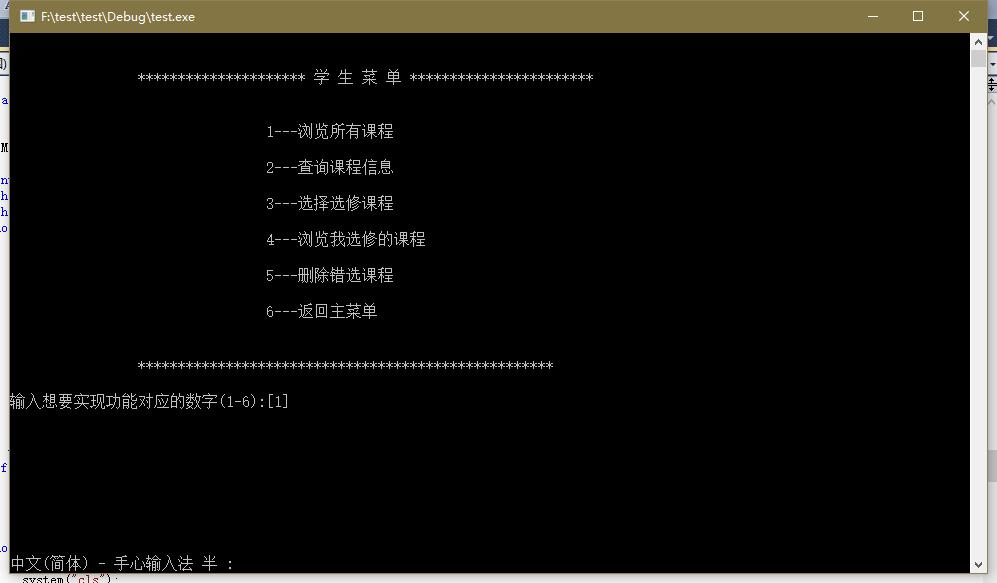 F:\test\test\Debug\test.exe
********************* 学 生 菜 单 ***********************
1---浏览所有课程
2---查询课程信息
3---选择选修课程
4---浏览我选修的课程
5---删除错选课程
6---返回主菜单
****************************************************
输入想要实现功能对应的数字(1-6):[1]
中文(简体) - 手心输入法 半 :
system("cls");